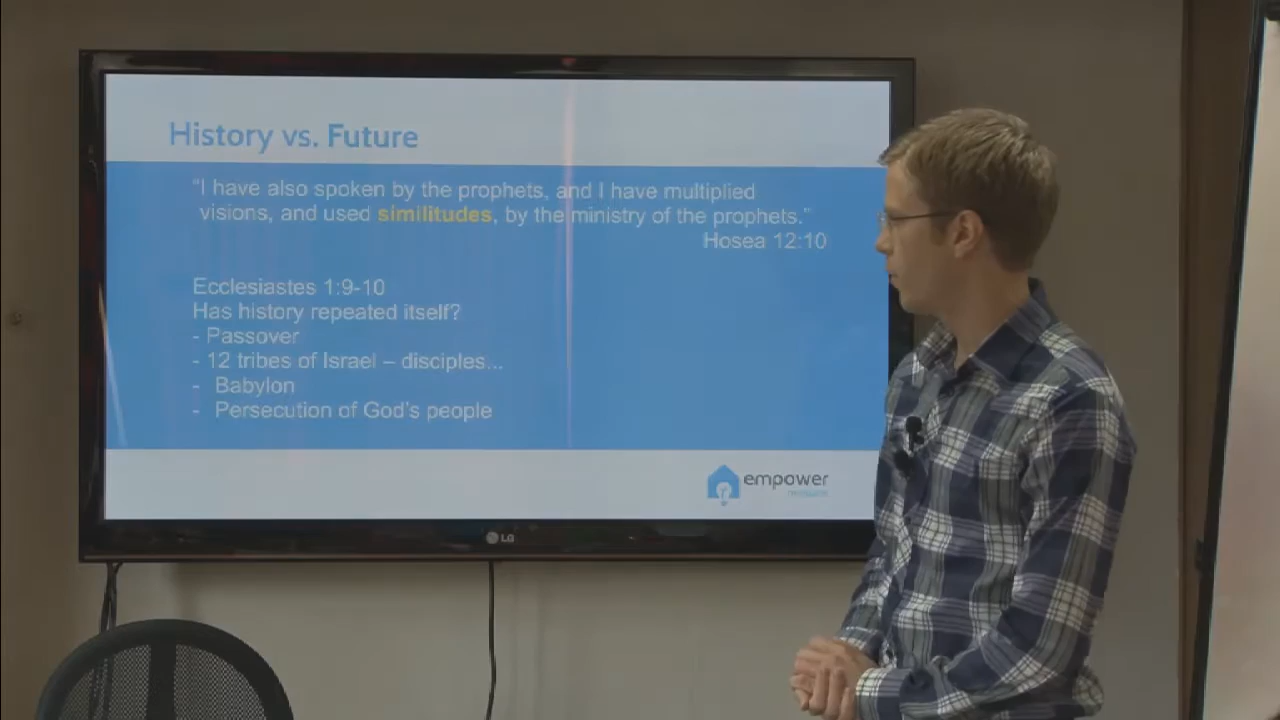 History vs. Future
"I have also spoken by the prophets, and I have multiplied
visions, and used similitudes, by the ministry of the prophets."
Hosea 12:10
Ecclesiastes 1:9-10
Has history repeated itself?
- Passover
- 12 tribes of Israel – disciples...
- Babylon
- Persecution of God's people
empower
LG